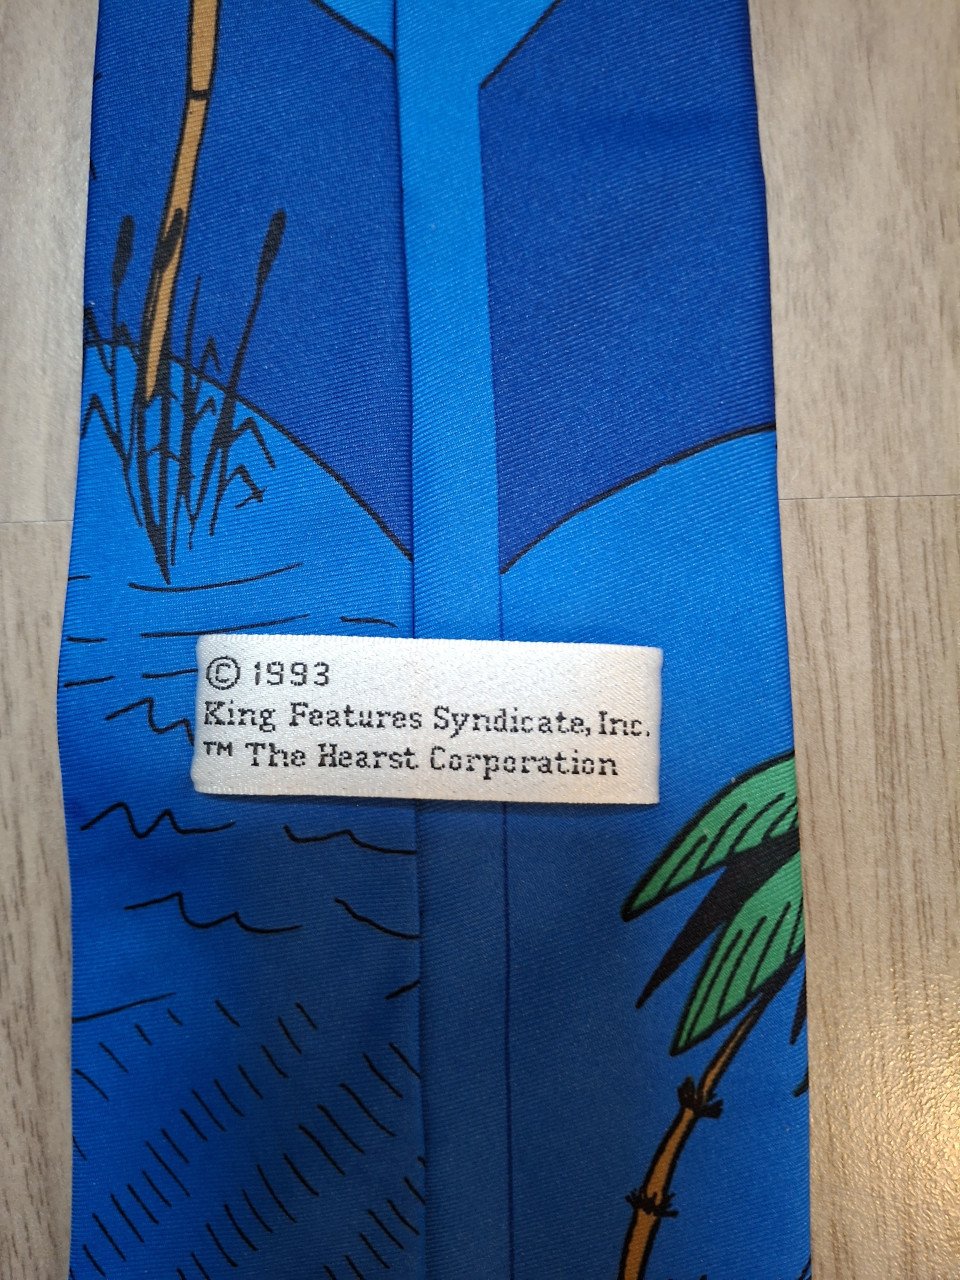 © 1993
King Features Syndicate, Inc.
™ The Hearst Corporation